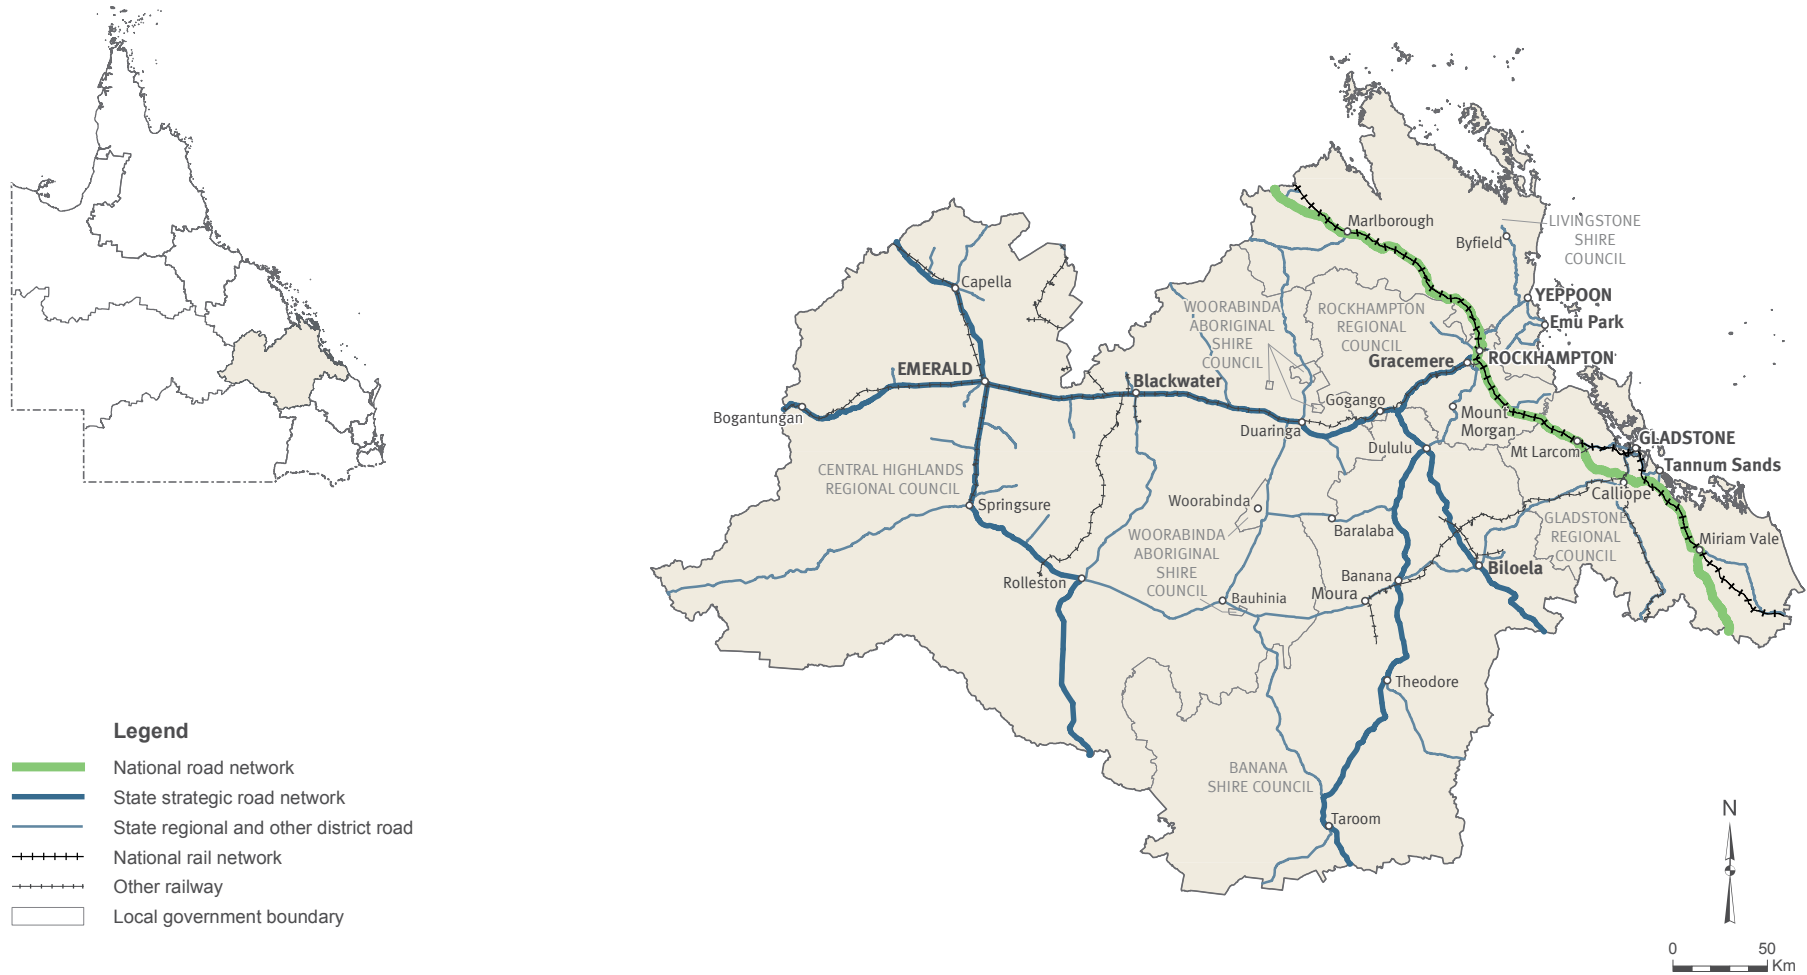 Marlborough
Byfield
LIVINGSTONE
SHIRE
COUNCIL
Capella
YEPPOON
Emu Park
WOORABINDA
ABORIGINAL
SHIRE
COUNCIL
ROCKHAMPTON
REGIONAL
COUNCIL
Gracemere
ROCKHAMPTON
EMERALD
Blackwater
Bogantungan
Gogango
Duaringa
Mount
Morgan
Dululu
Mt Larcom
GLADSTONE
Tannum Sands
Calliope
CENTRAL HIGHLANDS
REGIONAL COUNCIL
Springsure
Woorabinda
Baralaba
WOORABINDA
ABORIGINAL
SHIRE
COUNCIL
GLADSTONE
REGIONAL
COUNCIL
Miriam Vale
Rolleston
Banana
Biloela
Moura
Bauhinia
Theodore
BANANA
SHIRE COUNCIL
Taroom
Legend
National road network
State strategic road network
State regional and other district road
National rail network
Other railway
Local government boundary
N
0 50
Km